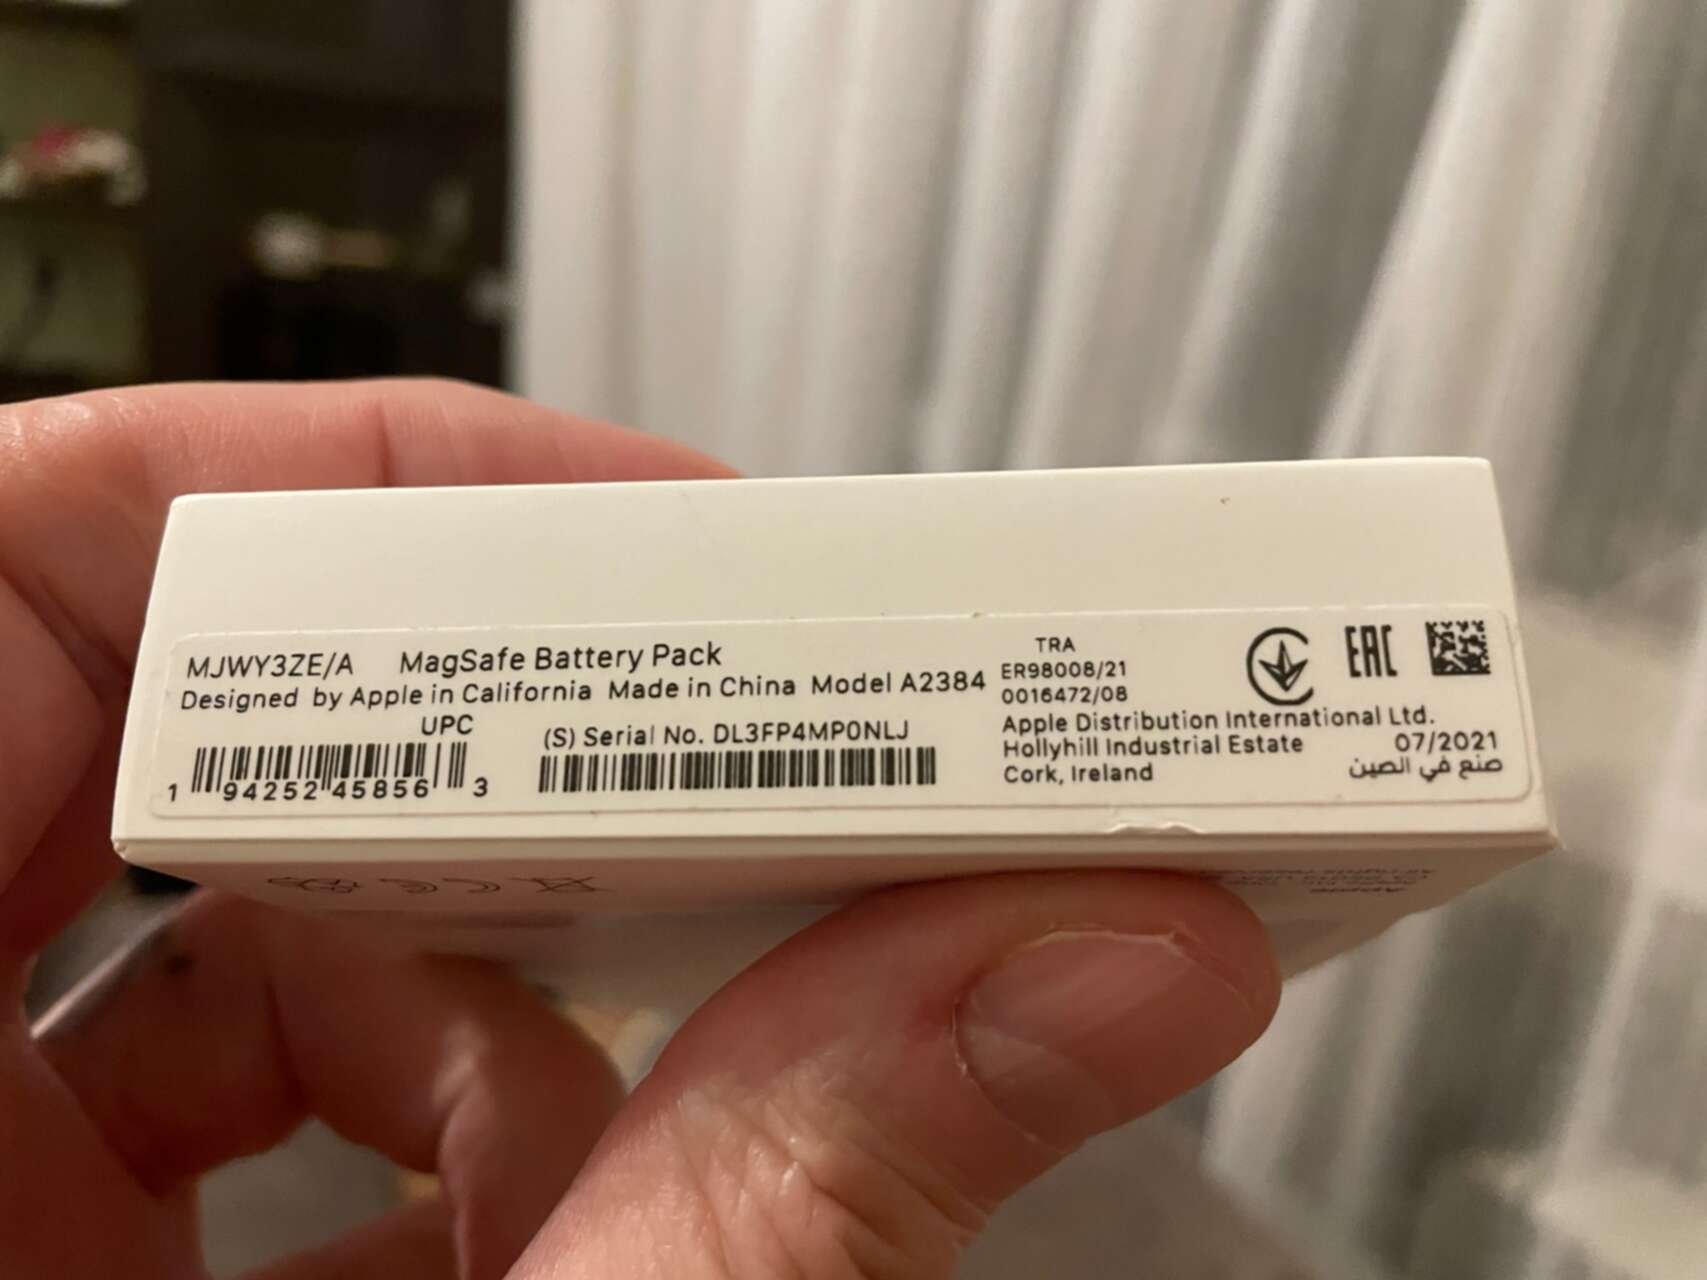 MJWY3ZE/A MagSafe Battery Pack
Designed by Apple in California Made in China Model A2384
UPC
1 94252 45856 3
(S) Serial No. DL3FP4MP0NLJ
TRA
ER98008/21
0016472/08
EAC
Apple Distribution International Ltd.
Hollyhill Industrial Estate
Cork, Ireland
07/2021
صنع في الصين